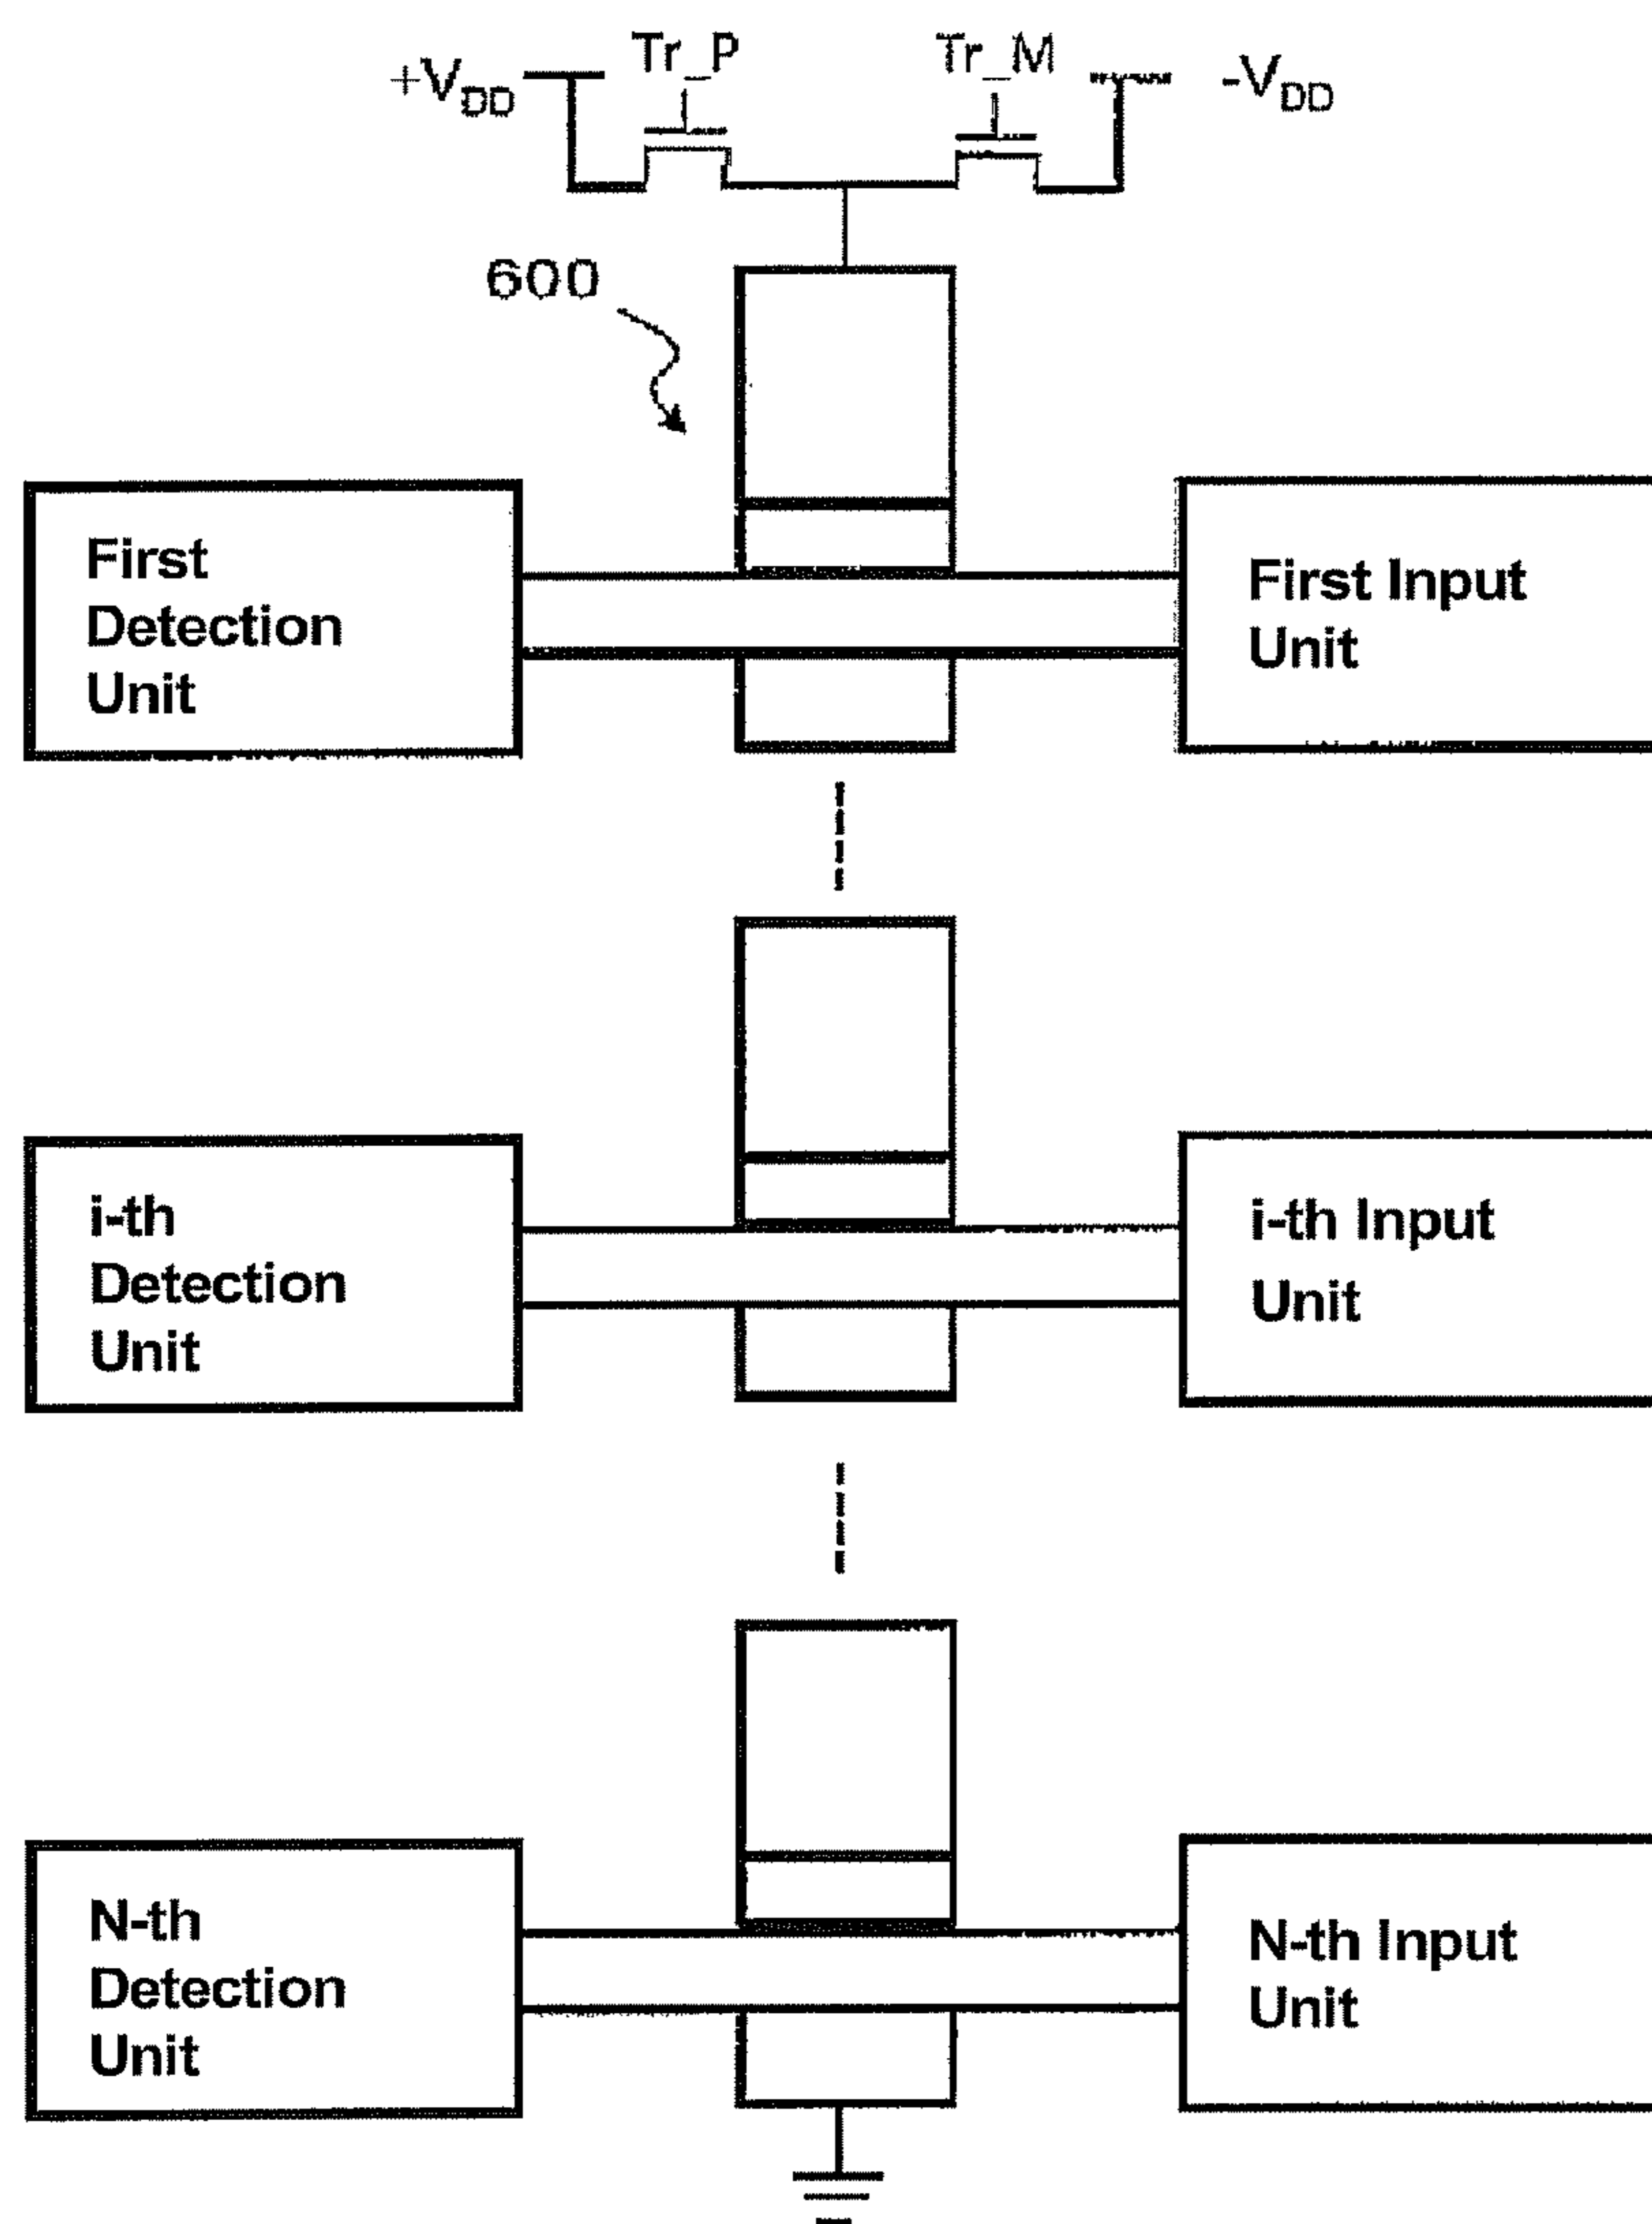 +VDD
Tr_P
Tr_M
-VDD
600
First
Detection
Unit
First Input
Unit
i-th
Detection
Unit
i-th Input
Unit
N-th
Detection
Unit
N-th Input
Unit